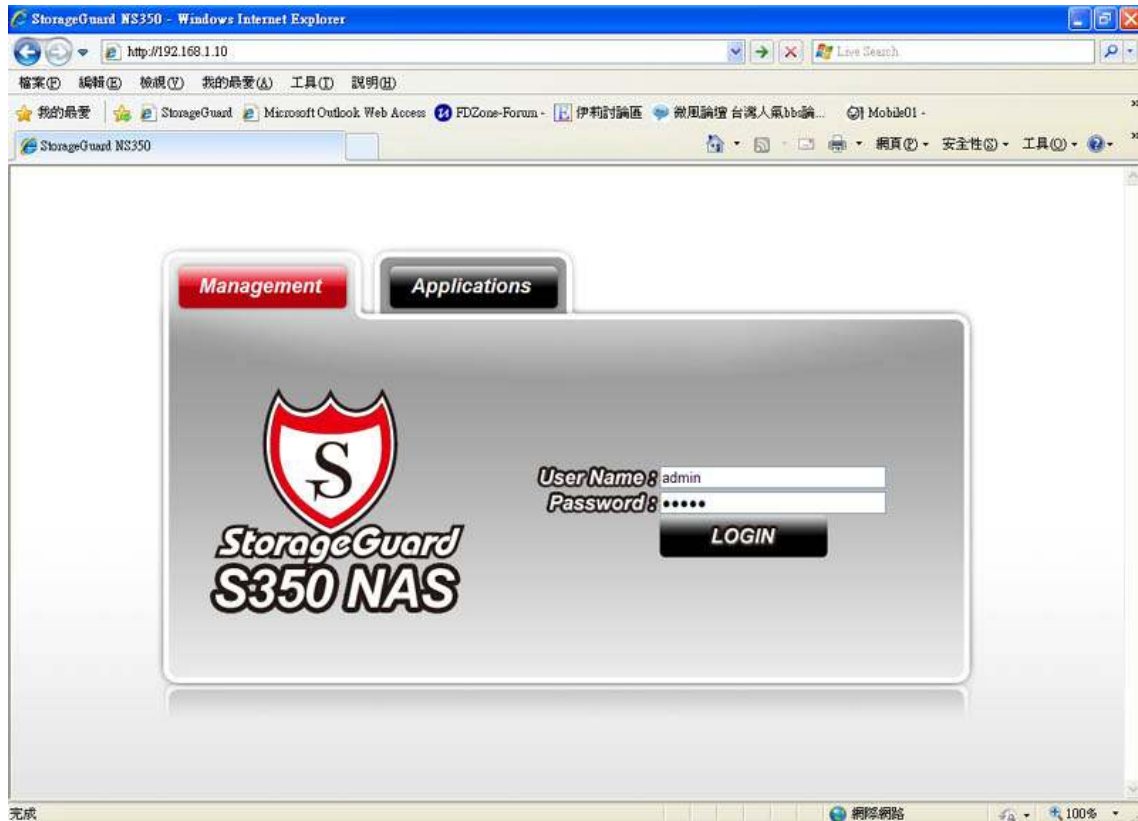 StorageGuard NS350 - Windows Internet Explorer
http://192.168.1.10
Live Search
檔案(F) 編輯(E) 檢視(V) 我的最愛(A) 工具(T) 說明(H)
我的最愛 StorageGuard Microsoft Outlook Web Access FDZone-Forum - 伊莉討論區 微風論壇 台灣人氣bbs論... Mobile01 -
StorageGuard NS350 網頁(P) 安全性(S) 工具(O)
Management Applications
S
StorageGuard
S350 NAS
User Name : admin
Password : •••••
LOGIN
完成 網際網路 100%